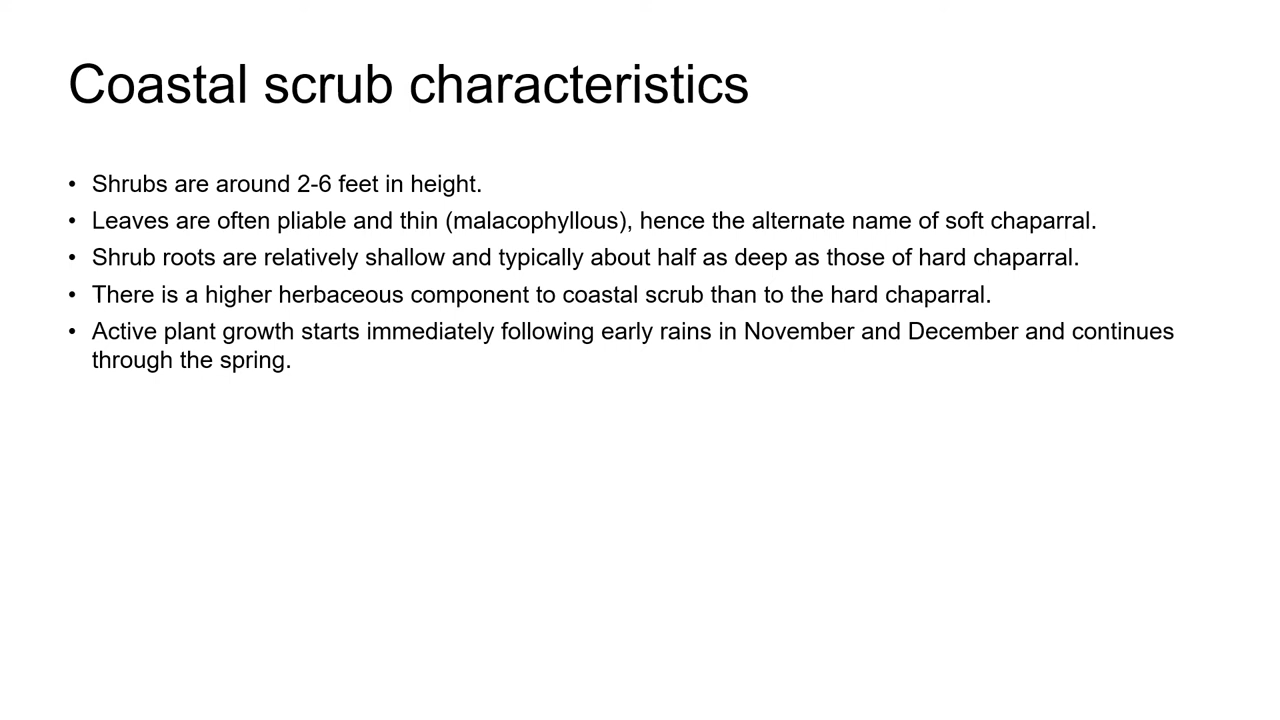 Coastal scrub characteristics
• Shrubs are around 2-6 feet in height.
• Leaves are often pliable and thin (malacophyllous), hence the alternate name of soft chaparral.
• Shrub roots are relatively shallow and typically about half as deep as those of hard chaparral.
• There is a higher herbaceous component to coastal scrub than to the hard chaparral.
• Active plant growth starts immediately following early rains in November and December and continues
through the spring.